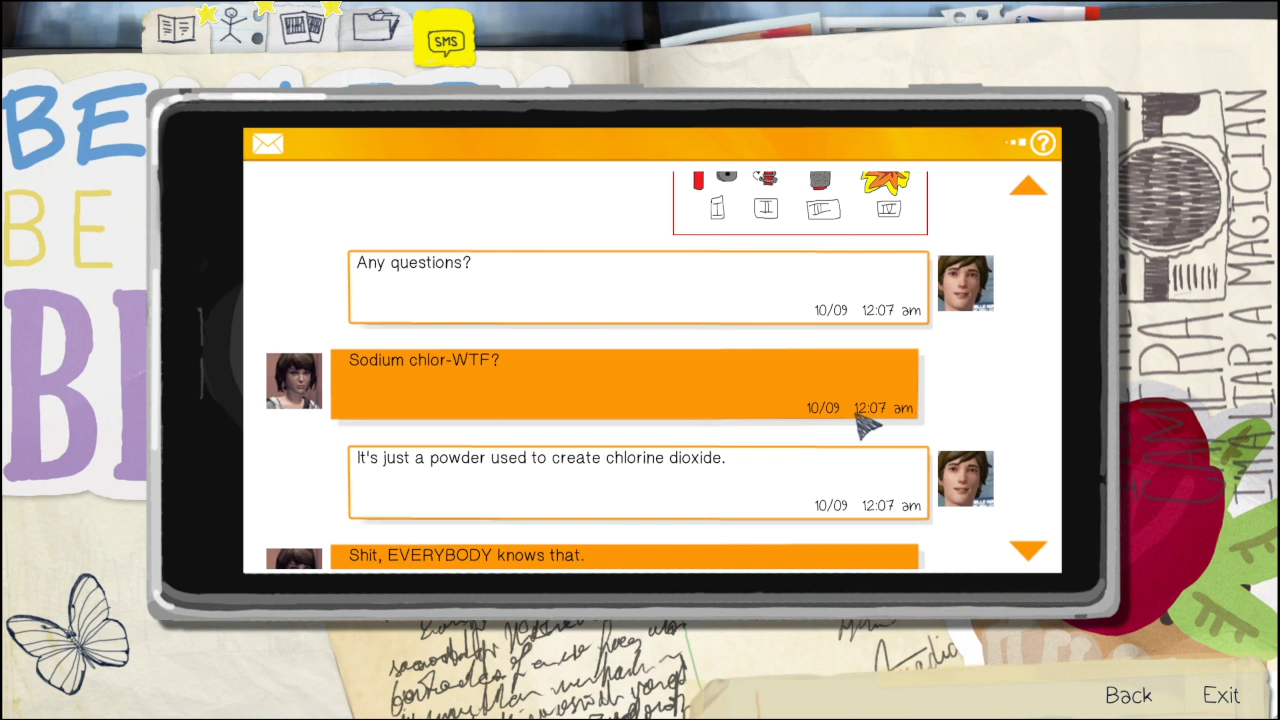 SMS
BE
BE
I
II
III
IV
Any questions?
10/09 12:07 am
Sodium chlor-WTF?
10/09 12:07 am
It's just a powder used to create chlorine dioxide.
10/09 12:07 am
Shit, EVERYBODY knows that.
CAMERA
I'M A LIAR, A MAGICIAN
Back
Exit